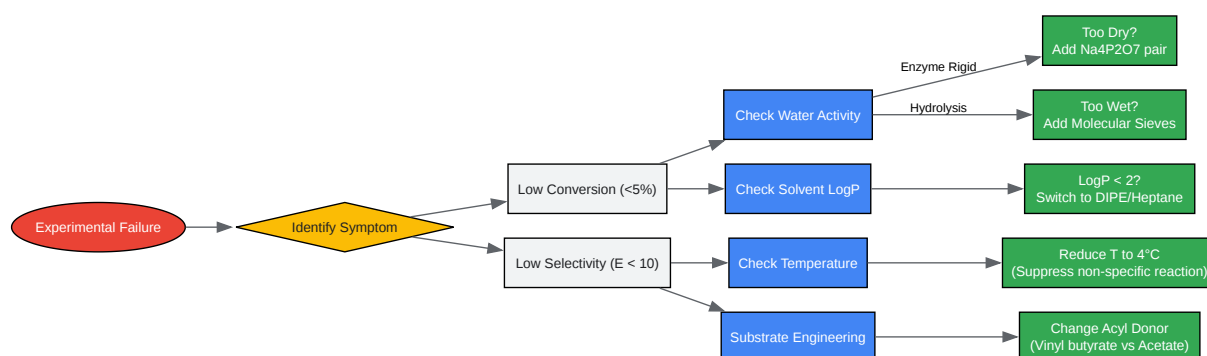 Experimental Failure
Identify Symptom
Low Conversion (<5%)
Low Selectivity (E < 10)
Check Water Activity
Check Solvent LogP
Check Temperature
Substrate Engineering
Enzyme Rigid
Hydrolysis
Too Dry?
Add Na4P2O7 pair
Too Wet?
Add Molecular Sieves
LogP < 2?
Switch to DIPE/Heptane
Reduce T to 4°C
(Suppress non-specific reaction)
Change Acyl Donor
(Vinyl butyrate vs Acetate)